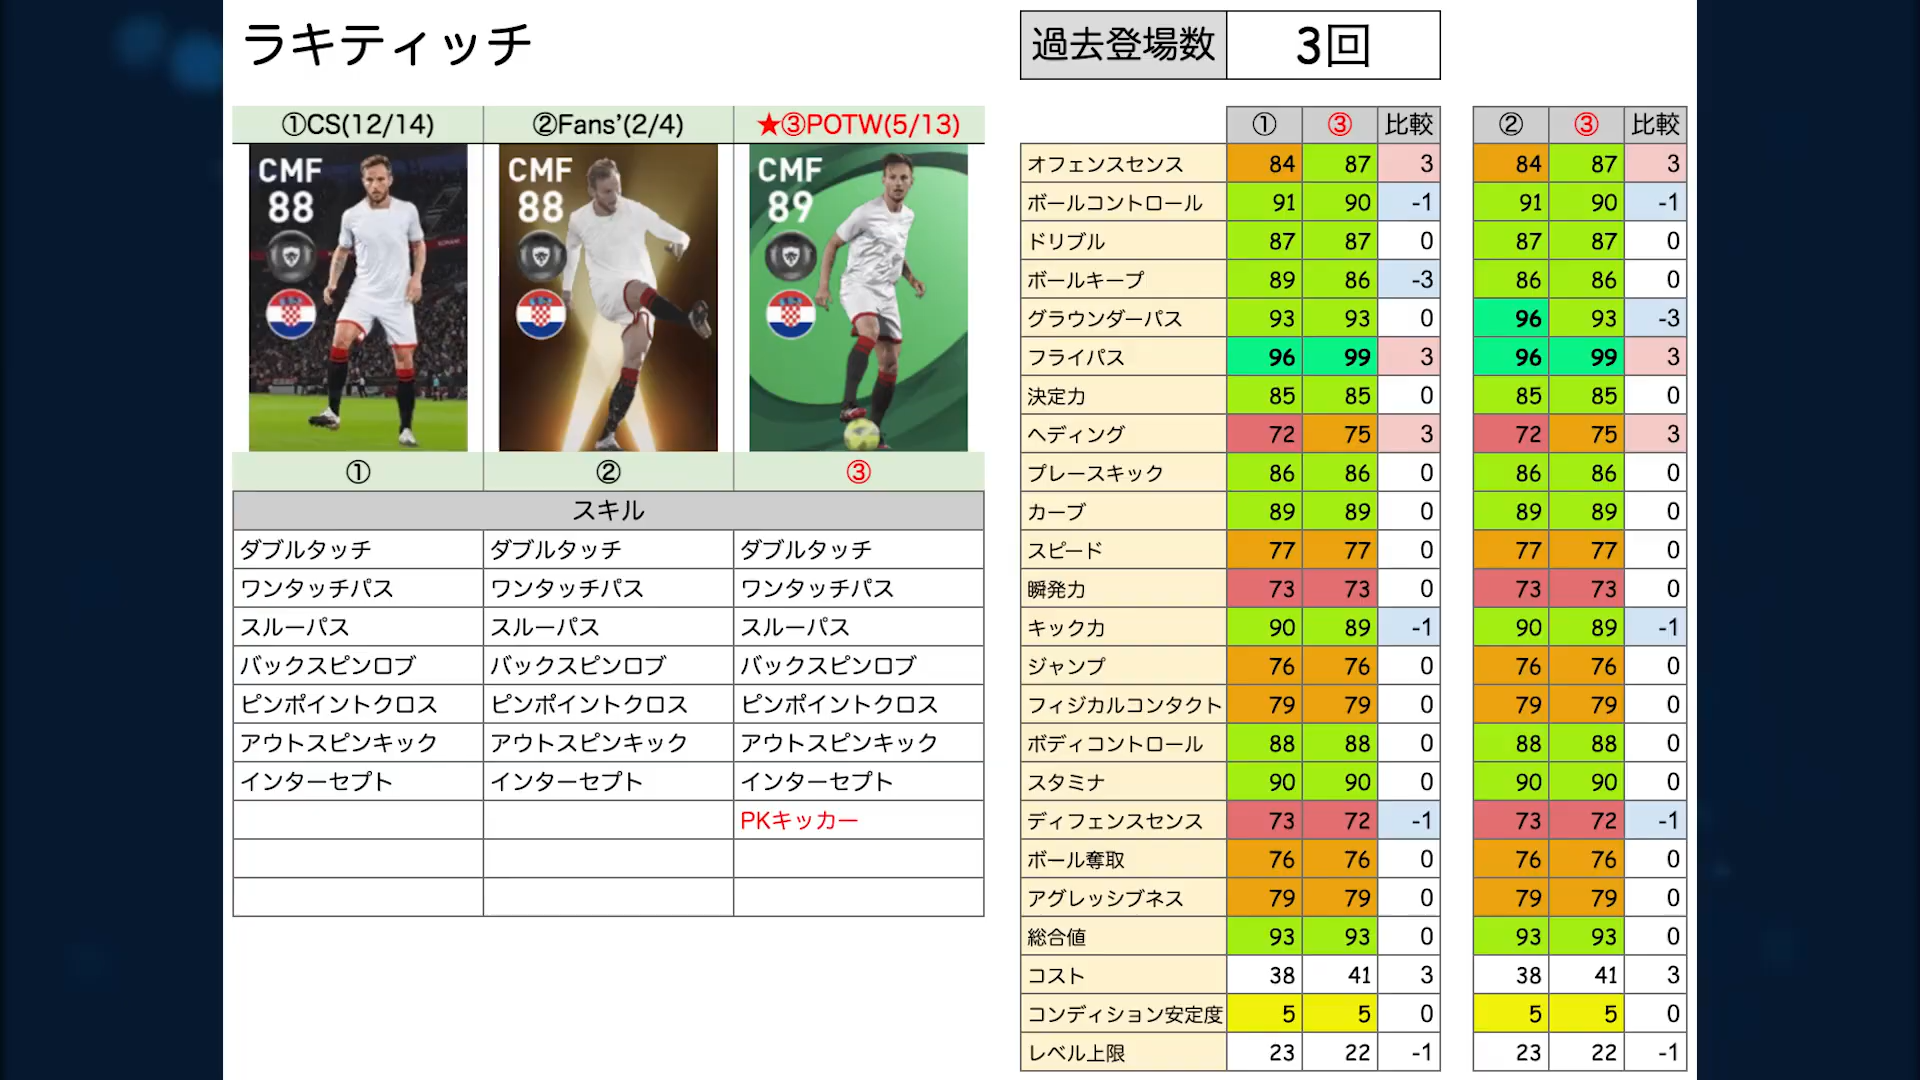 ラキティッチ
過去登場数 3回
①CS(12/14) ②Fans’(2/4) ★③POTW(5/13)
CMF CMF CMF
88 88 89
① ② ③
スキル
ダブルタッチ ダブルタッチ ダブルタッチ
ワンタッチパス ワンタッチパス ワンタッチパス
スルーパス スルーパス スルーパス
バックスピンロブ バックスピンロブ バックスピンロブ
ピンポイントクロス ピンポイントクロス ピンポイントクロス
アウトスピンキック アウトスピンキック アウトスピンキック
インターセプト インターセプト インターセプト
PKキッカー
① ③ 比較 ② ③ 比較
オフェンスセンス 84 87 3 84 87 3
ボールコントロール 91 90 -1 91 90 -1
ドリブル 87 87 0 87 87 0
ボールキープ 89 86 -3 86 86 0
グラウンダーパス 93 93 0 96 93 -3
フライパス 96 99 3 96 99 3
決定力 85 85 0 85 85 0
ヘディング 72 75 3 72 75 3
プレースキック 86 86 0 86 86 0
カーブ 89 89 0 89 89 0
スピード 77 77 0 77 77 0
瞬発力 73 73 0 73 73 0
キック力 90 89 -1 90 89 -1
ジャンプ 76 76 0 76 76 0
フィジカルコンタクト 79 79 0 79 79 0
ボディコントロール 88 88 0 88 88 0
スタミナ 90 90 0 90 90 0
ディフェンスセンス 73 72 -1 73 72 -1
ボール奪取 76 76 0 76 76 0
アグレッシブネス 79 79 0 79 79 0
総合値 93 93 0 93 93 0
コスト 38 41 3 38 41 3
コンディション安定度 5 5 0 5 5 0
レベル上限 23 22 -1 23 22 -1